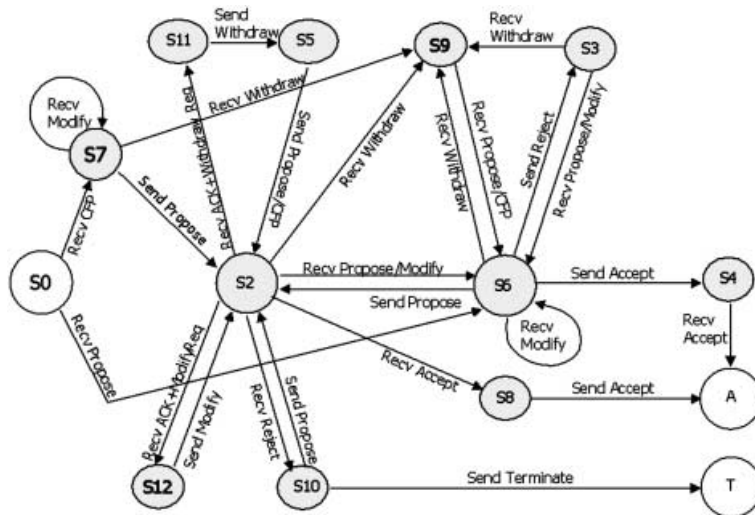 Send
Withdraw
S11
S5
S9
Recv
Withdraw
S3
Recv
Modify
S7
Recv Withdraw
Recv ACK+Withdraw Req
Send Propose/CFP
Recv Withdraw
Recv Withdraw
Recv Propose/CFP
Send Reject
Recv Propose/Modify
Recv CFP
Send Propose
S0
S2
Recv Propose/Modify
Send Propose
S6
Send Accept
S4
Recv
Modify
Recv
Accept
Recv Propose
Recv ACK+ModifyReq
Send Modify
Recv Reject
Send Propose
Recv Accept
S8
Send Accept
A
S12
S10
Send Terminate
T